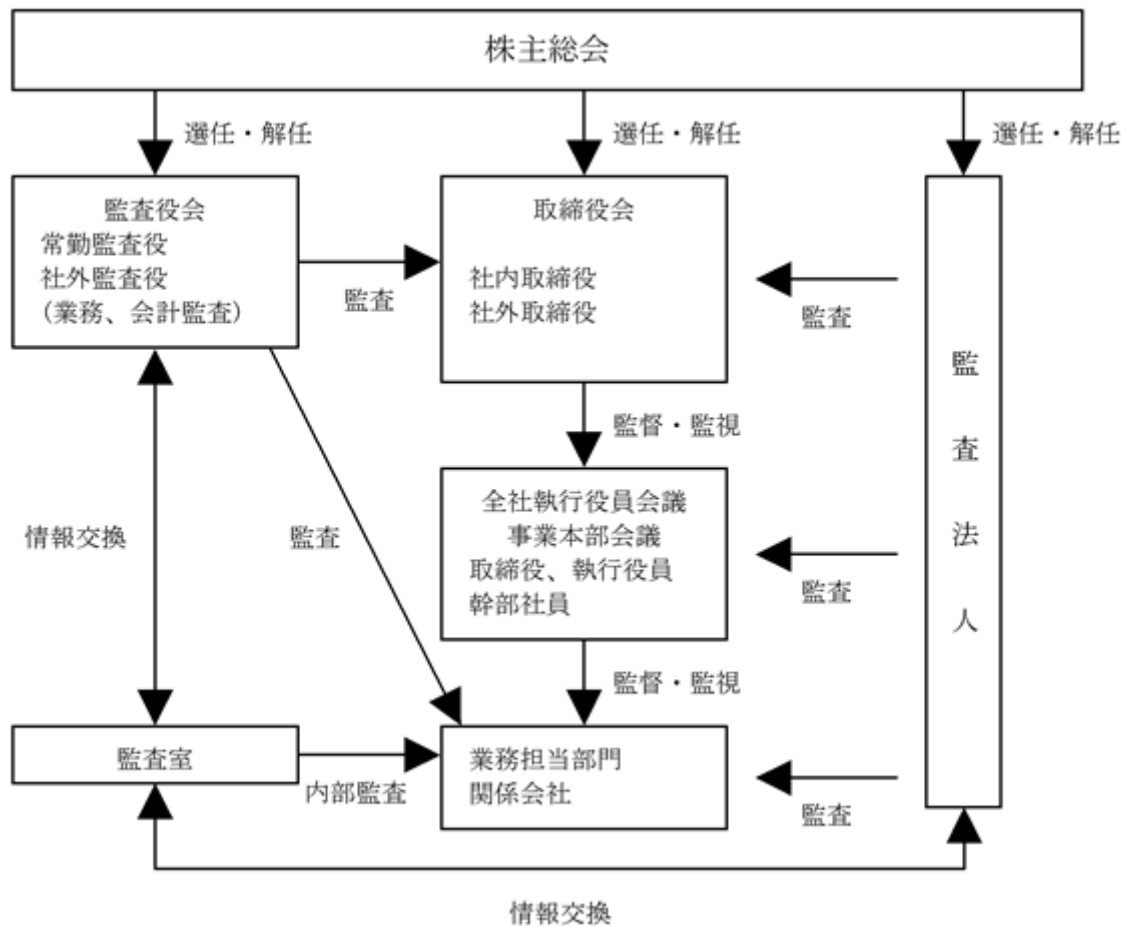 株主総会
選任・解任
選任・解任
選任・解任
監査役会
常勤監査役
社外監査役
(業務、会計監査)
監査
取締役会
社内取締役
社外取締役
監査
監査法人
監督・監視
全社執行役員会議
事業本部会議
取締役、執行役員
幹部社員
監査
情報交換
監査
監督・監視
監査室
内部監査
業務担当部門
関係会社
監査
情報交換